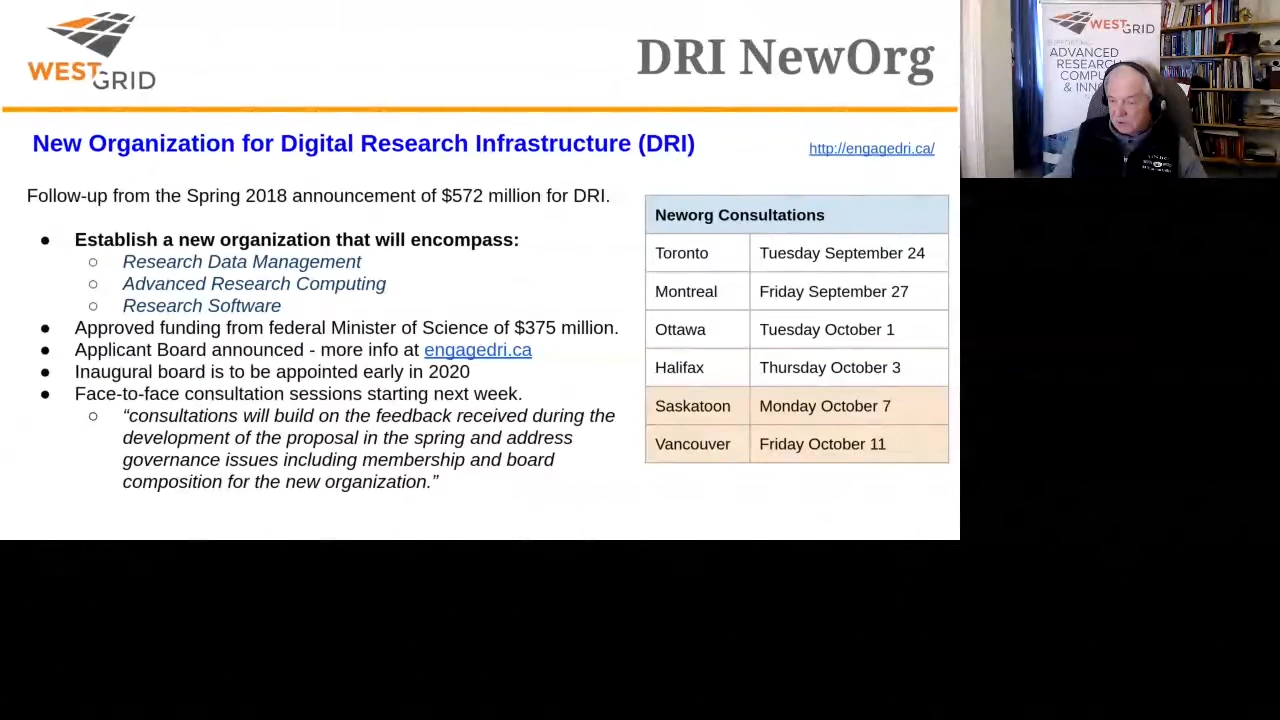 WESTGRID
DRI NewOrg
New Organization for Digital Research Infrastructure (DRI)
http://engagedri.ca/
Follow-up from the Spring 2018 announcement of $572 million for DRI.
● Establish a new organization that will encompass:
○ Research Data Management
○ Advanced Research Computing
○ Research Software
● Approved funding from federal Minister of Science of $375 million.
● Applicant Board announced - more info at engagedri.ca
● Inaugural board is to be appointed early in 2020
● Face-to-face consultation sessions starting next week.
○ “consultations will build on the feedback received during the
development of the proposal in the spring and address
governance issues including membership and board
composition for the new organization.”
Neworg Consultations
Toronto Tuesday September 24
Montreal Friday September 27
Ottawa Tuesday October 1
Halifax Thursday October 3
Saskatoon Monday October 7
Vancouver Friday October 11
WESTGRID
SUPPORTING
ADVANCED
RESEARCH
COMPU
& INNO